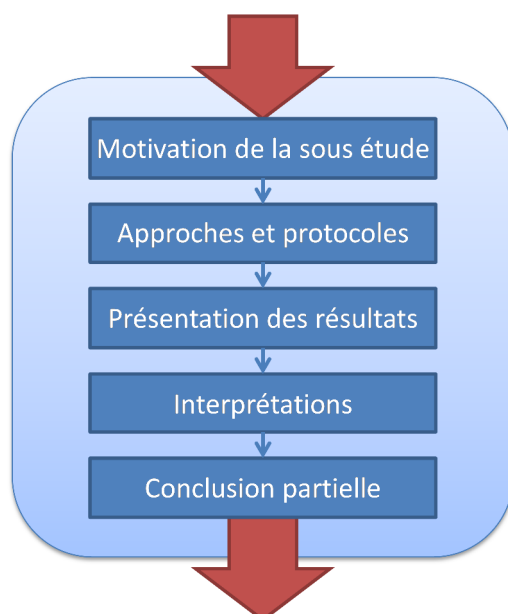 Motivation de la sous étude
Approches et protocoles
Présentation des résultats
Interprétations
Conclusion partielle